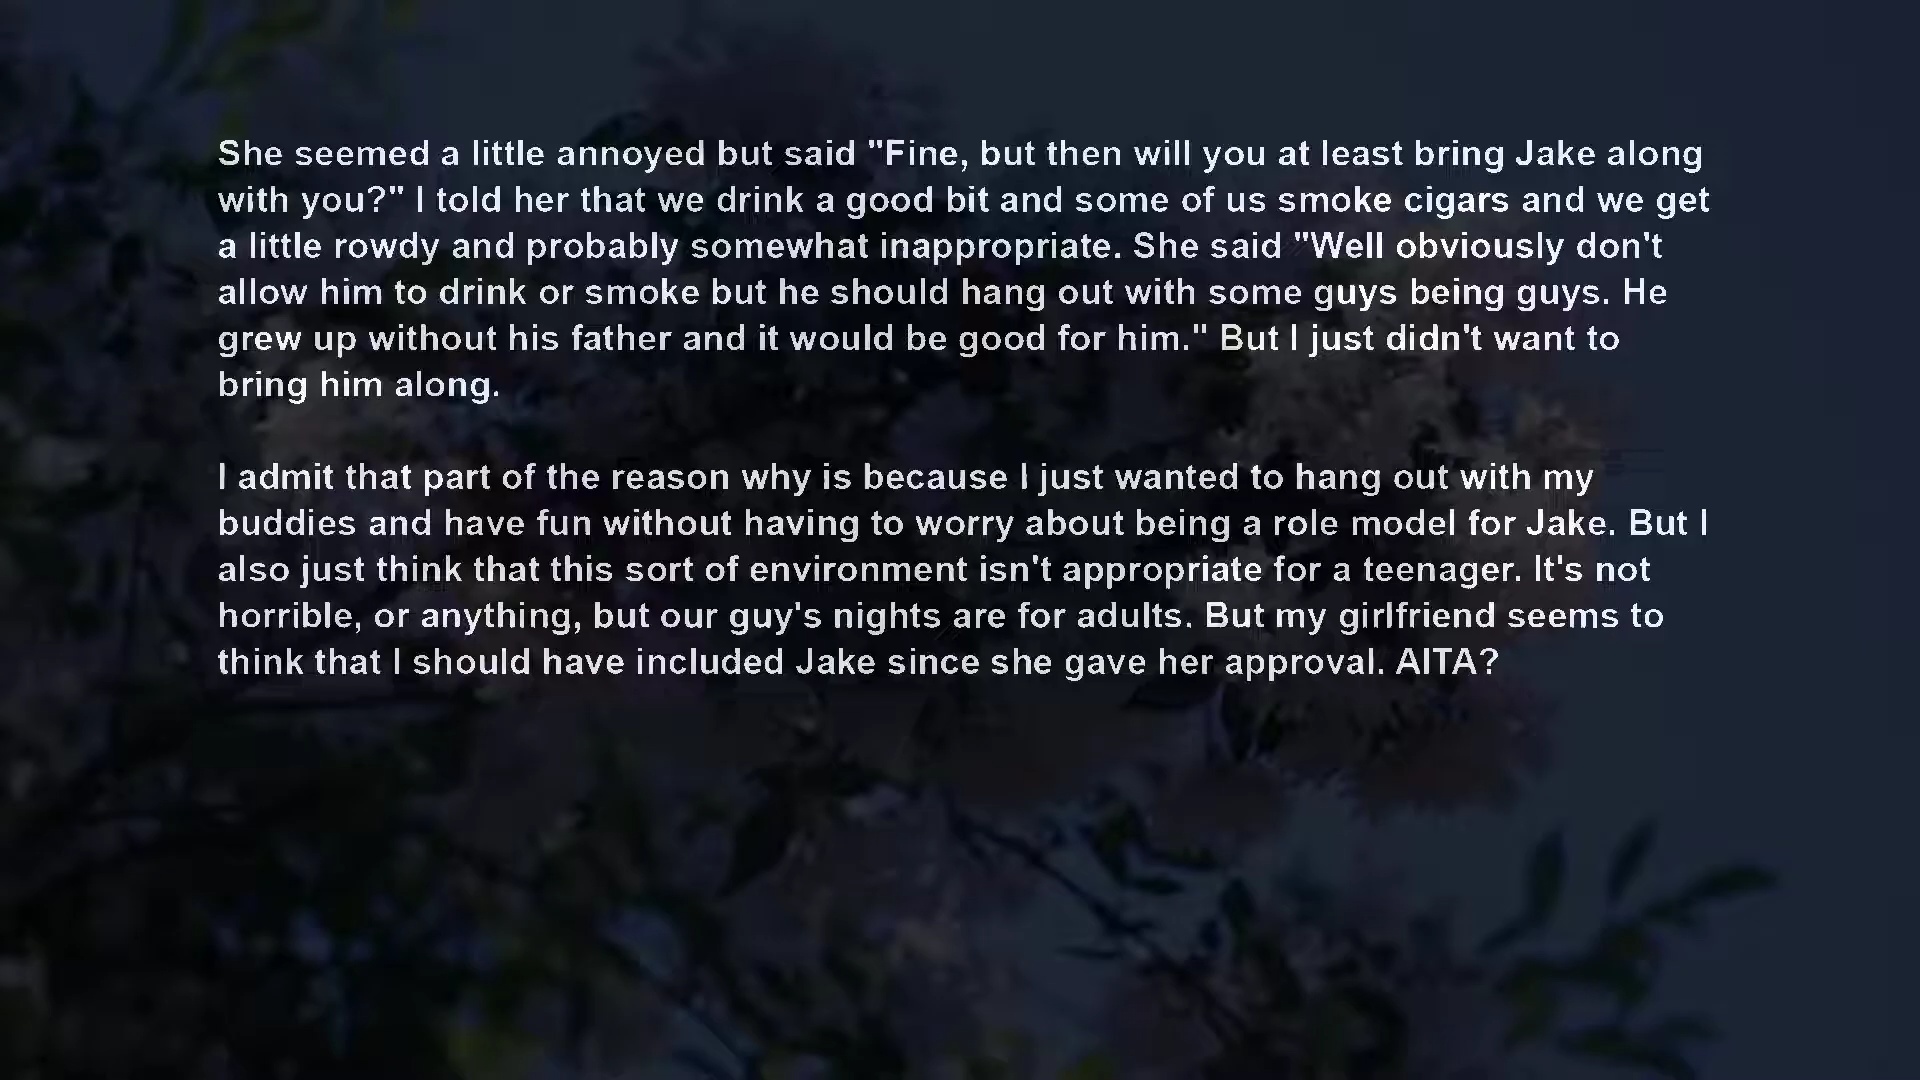 She seemed a little annoyed but said "Fine, but then will you at least bring Jake along
with you?" I told her that we drink a good bit and some of us smoke cigars and we get
a little rowdy and probably somewhat inappropriate. She said "Well obviously don't
allow him to drink or smoke but he should hang out with some guys being guys. He
grew up without his father and it would be good for him." But I just didn't want to
bring him along.
I admit that part of the reason why is because I just wanted to hang out with my
buddies and have fun without having to worry about being a role model for Jake. But I
also just think that this sort of environment isn't appropriate for a teenager. It's not
horrible, or anything, but our guy's nights are for adults. But my girlfriend seems to
think that I should have included Jake since she gave her approval. AITA?